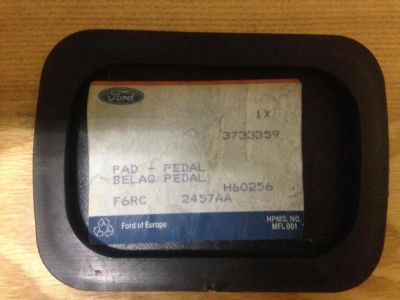 Ford
1X
3733359
PAD - PEDAL
BELAG PEDAL
H60256
F6RC 2457AA
Ford of Europe
HPMS. NO.
MFL001